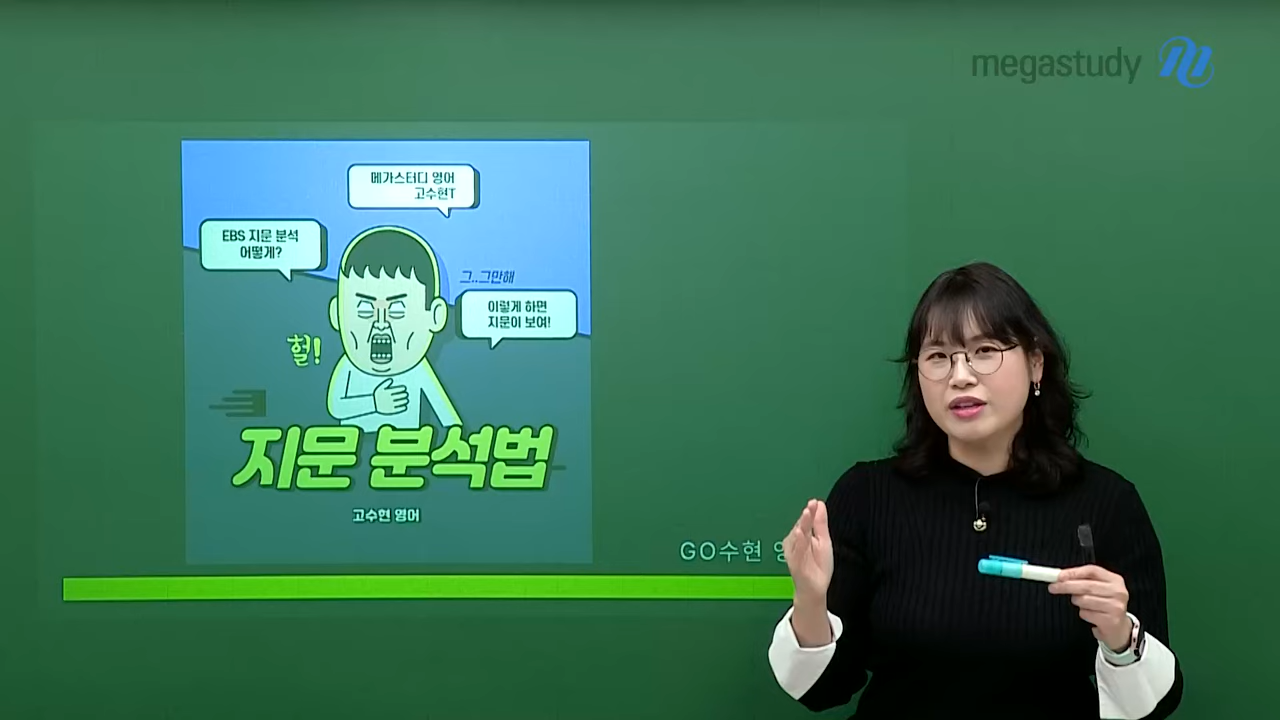 megastudy
메가스터디 영어
고수현T
EBS 지문 분석
어떻게?
그..그만해
이렇게 하면
지문이 보여!
헐!
지문 분석법
고수현 영어
GO수현